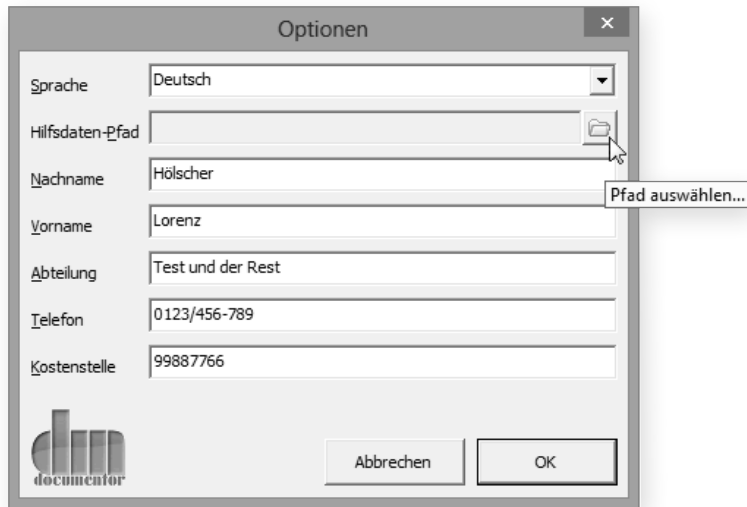 Optionen
Sprache Deutsch
Hilfsdaten-Pfad
Nachname Hölscher
Pfad auswählen...
Vorname Lorenz
Abteilung Test und der Rest
Telefon 0123/456-789
Kostenstelle 99887766
dm
documentor
Abbrechen OK